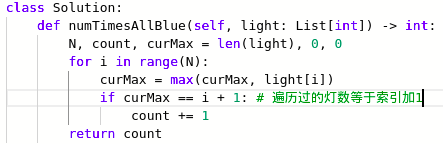 class Solution:
    def numTimesAllBlue(self, light: List[int]) -> int:
        N, count, curMax = len(light), 0, 0
        for i in range(N):
            curMax = max(curMax, light[i])
            if curMax == i + 1: # 遍历过的灯数等于索引加1
                count += 1
        return count